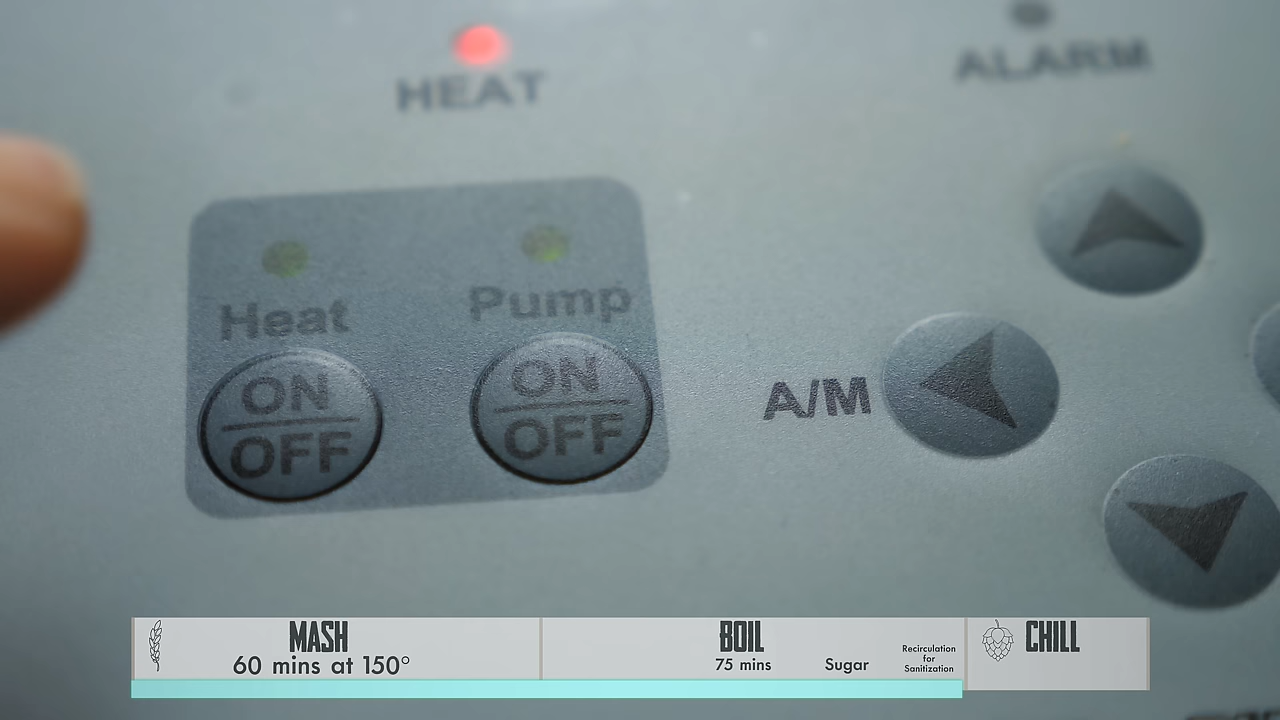 HEAT
ALARM
Heat
Pump
ON
OFF
ON
OFF
A/M
MASH
60 mins at 150°
BOIL
75 mins
Sugar
Recirculation
for
Sanitization
CHILL